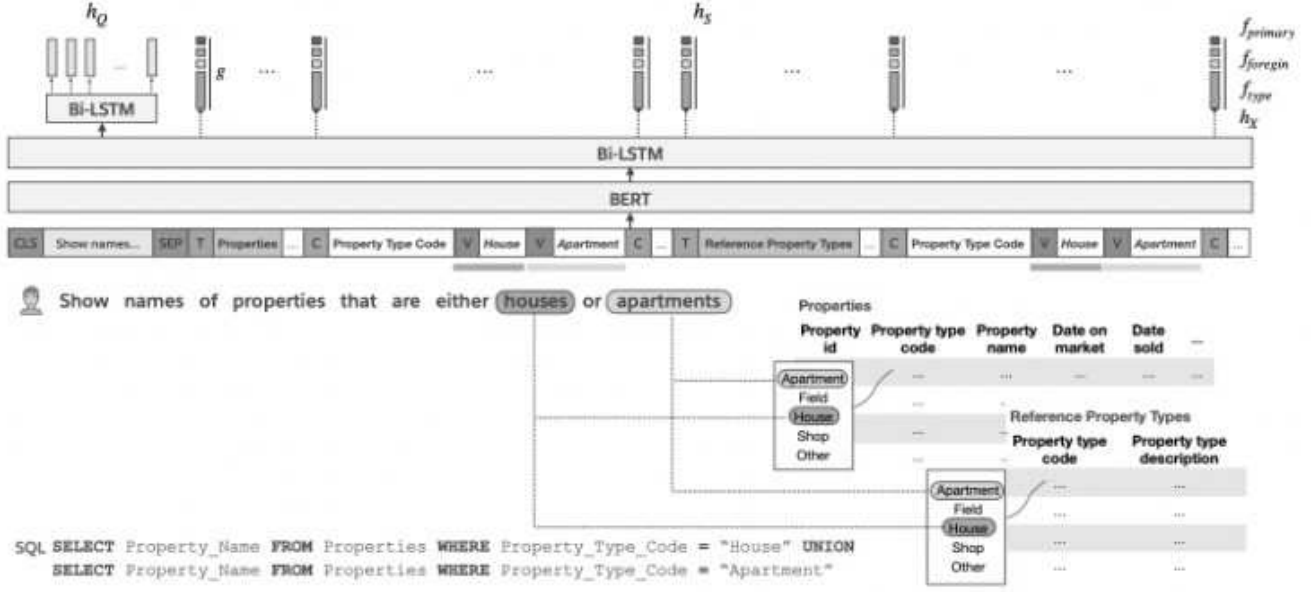 h_Q h_S
f_primary
f_foregin
g ... ... ... ... ...
f_type
Bi-LSTM
h_X
Bi-LSTM
BERT
CLS Show names... SEP T Properties ... C Property Type Code V House V Apartment C ... T Reference Property Types ... C Property Type Code V House V Apartment C ...
Show names of properties that are either houses or apartments
Properties
Property id Property type code Property name Date on market Date sold ...
Apartment ... ... ... ... ...
Field ...
House ...
Shop
Other ...
Reference Property Types
Property type code Property type description
Apartment ... ...
Field ... ...
House ... ...
Shop
Other ... ...
SQL SELECT Property_Name FROM Properties WHERE Property_Type_Code = "House" UNION
SELECT Property_Name FROM Properties WHERE Property_Type_Code = "Apartment"